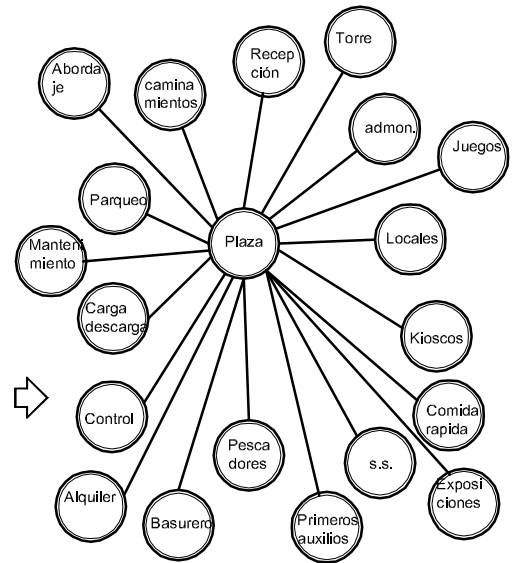 Torre
Recep
ción
Aborda
je
camina
mientos
admon.
Juegos
Parqueo
Plaza
Locales
Manteni
miento
Carga
descarga
Kioscos
Control
Comida
rapida
Pesca
dores
s.s.
Alquiler
Exposi
ciones
Basurero
Primeros
auxilios